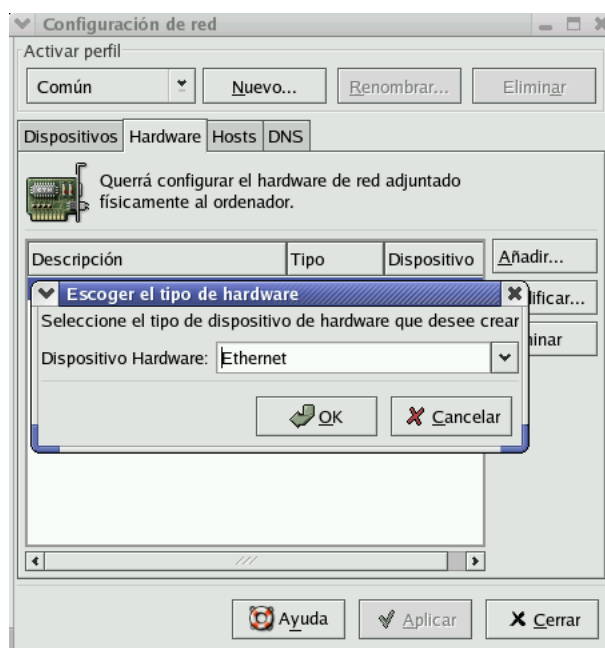 Configuración de red
Activar perfil
Común Nuevo... Renombrar... Eliminar
Dispositivos Hardware Hosts DNS
Querrá configurar el hardware de red adjuntado
físicamente al ordenador.
Descripción Tipo Dispositivo Añadir...
Escoger el tipo de hardware
Seleccione el tipo de dispositivo de hardware que desee crear
Dispositivo Hardware: Ethernet
OK Cancelar
Ayuda Aplicar Cerrar